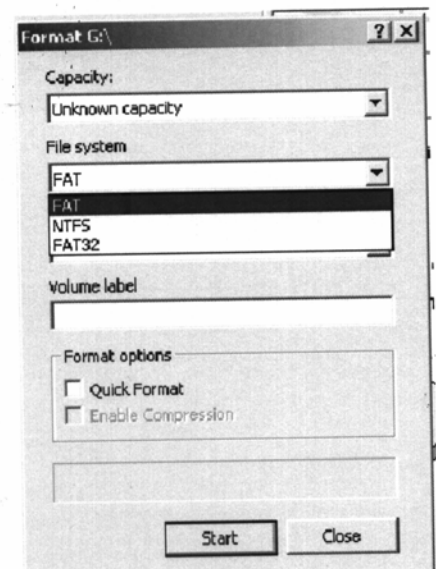 Format G:\
Capacity:
Unknown capacity
File system
FAT
FAT
NTFS
FAT32
Volume label
Format options
Quick Format
Enable Compression
Start
Close